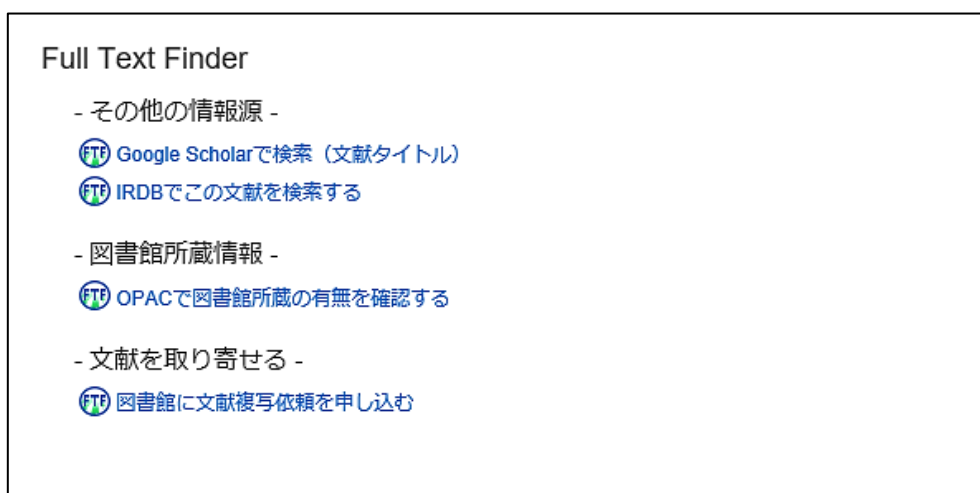 Full Text Finder
- その他の情報源 -
FTF Google Scholarで検索（文献タイトル）
FTF IRDBでこの文献を検索する
- 図書館所蔵情報 -
FTF OPACで図書館所蔵の有無を確認する
- 文献を取り寄せる -
FTF 図書館に文献複写依頼を申し込む